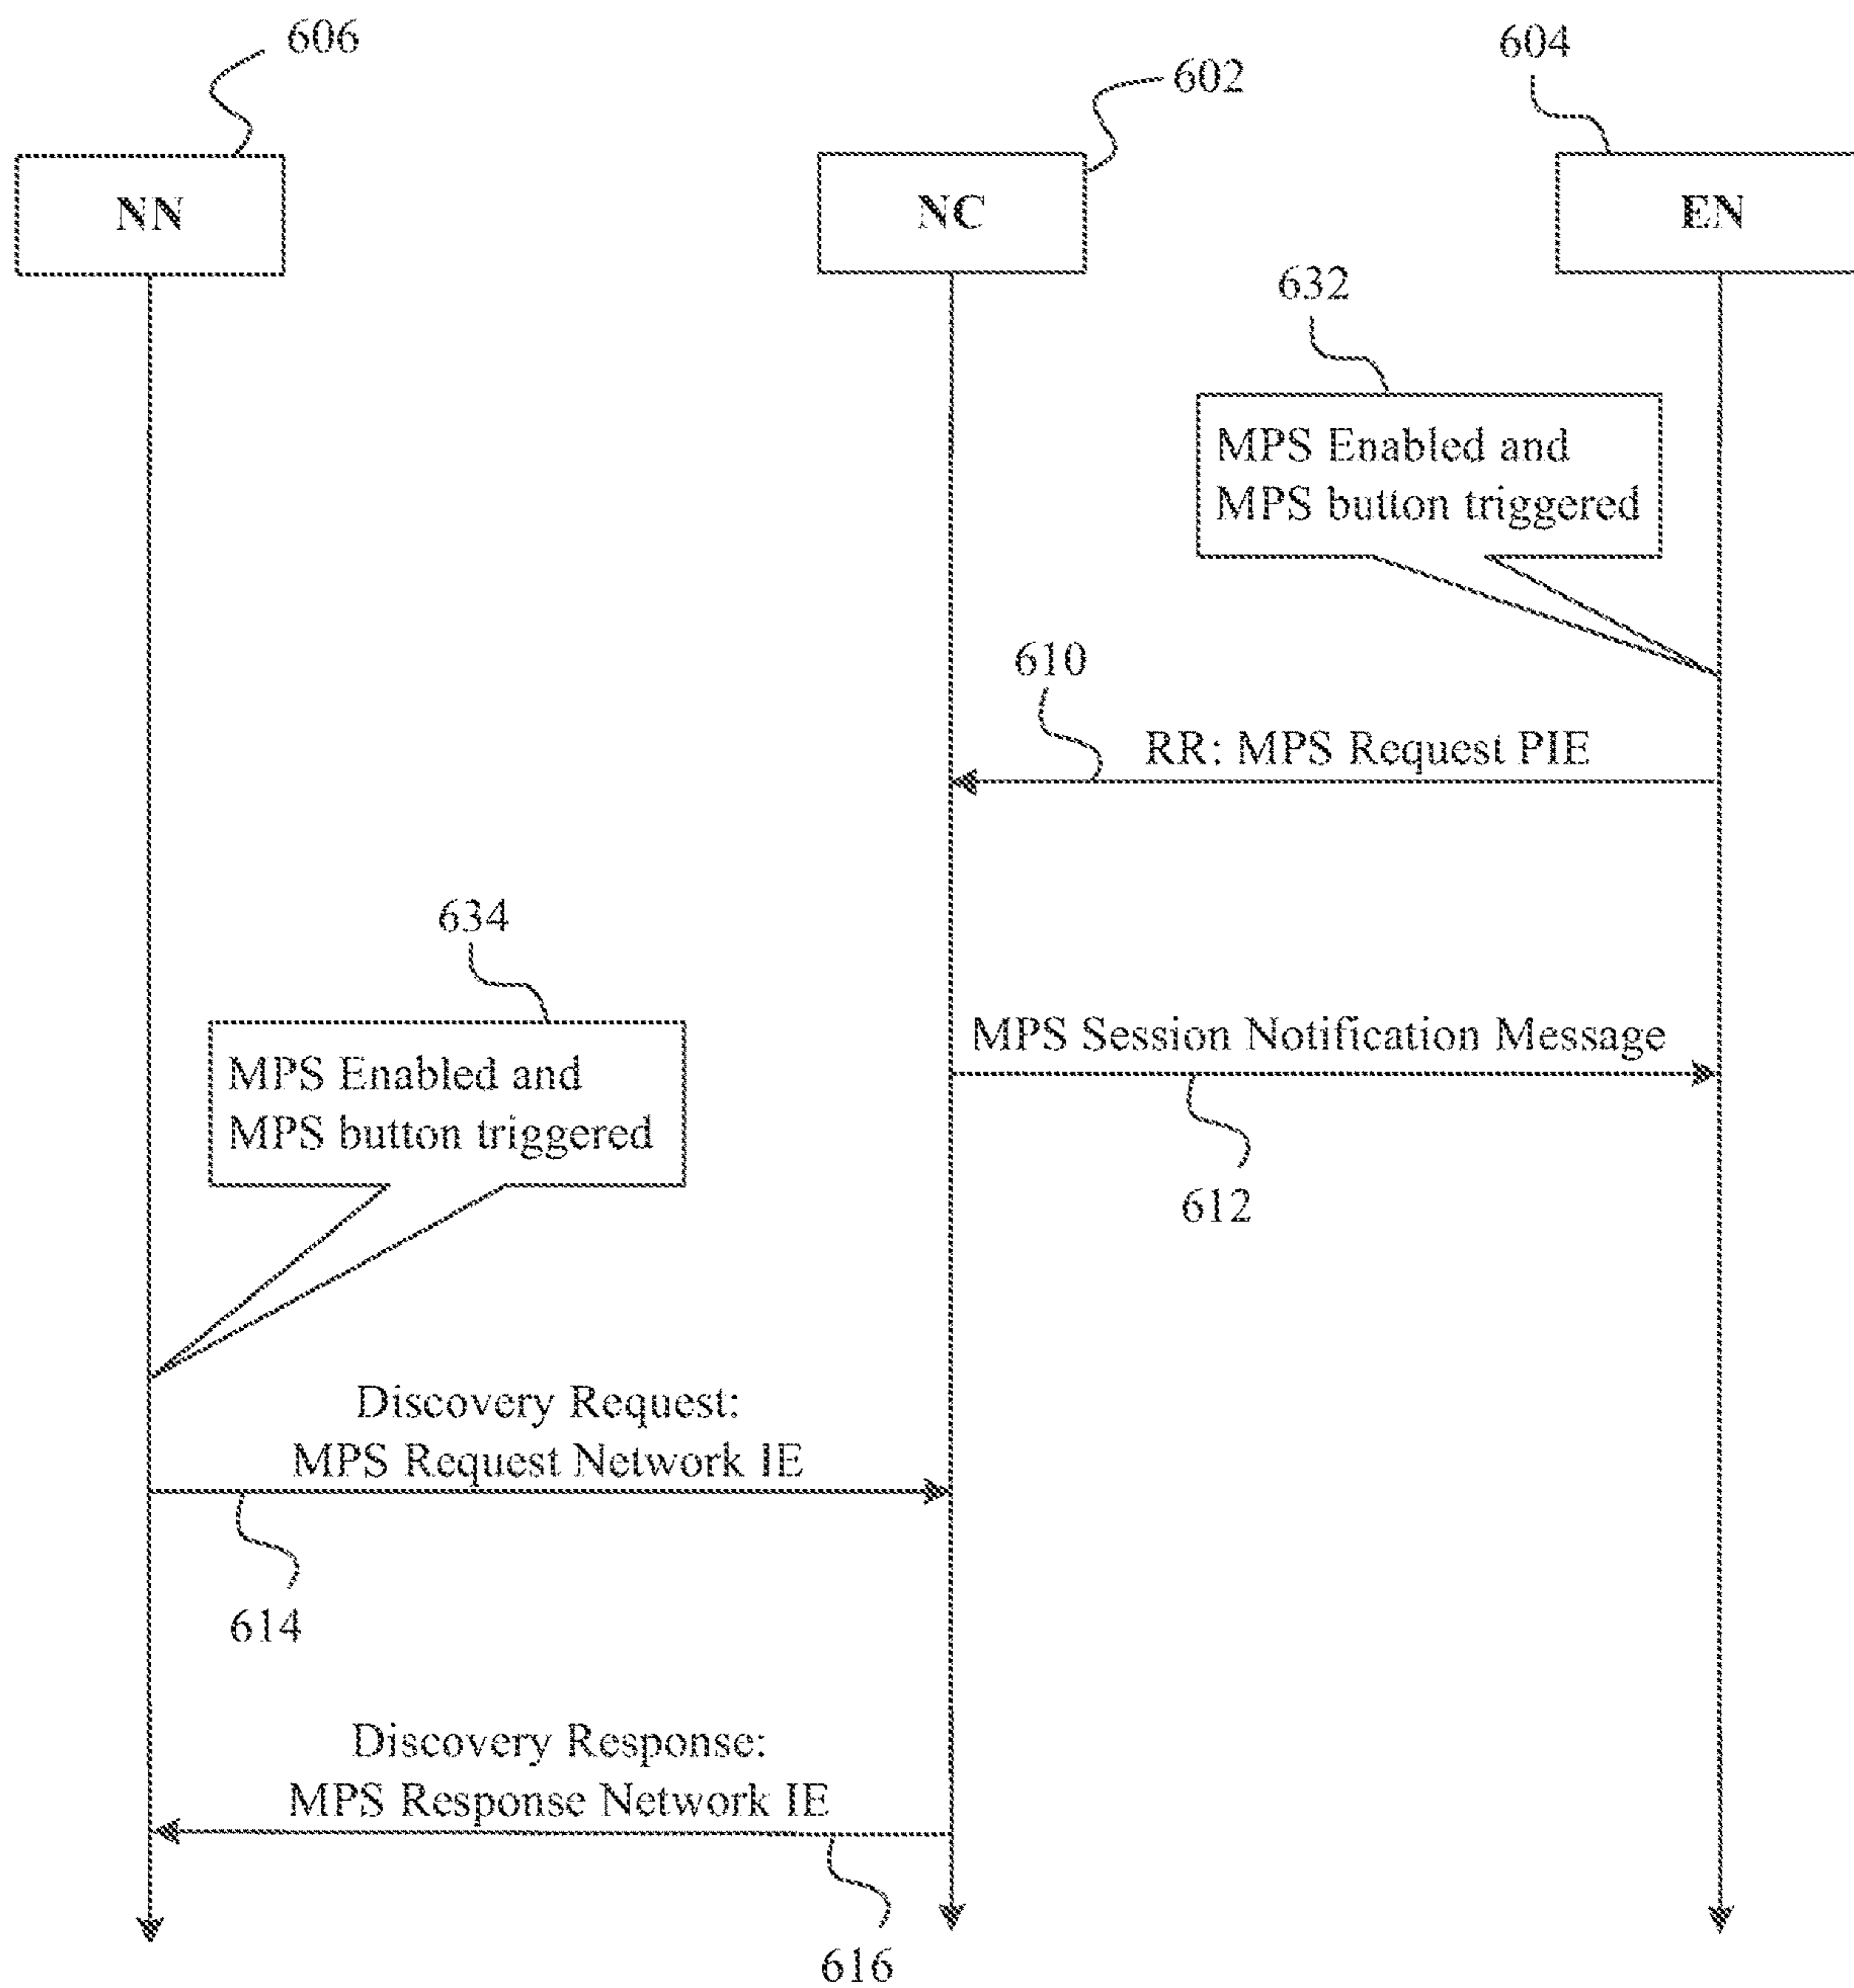 606
602
604
NN
NC
EN
632
MPS Enabled and
MPS button triggered
610
RR: MPS Request PIE
634
MPS Session Notification Message
MPS Enabled and
MPS button triggered
612
Discovery Request:
MPS Request Network IE
614
Discovery Response:
MPS Response Network IE
616